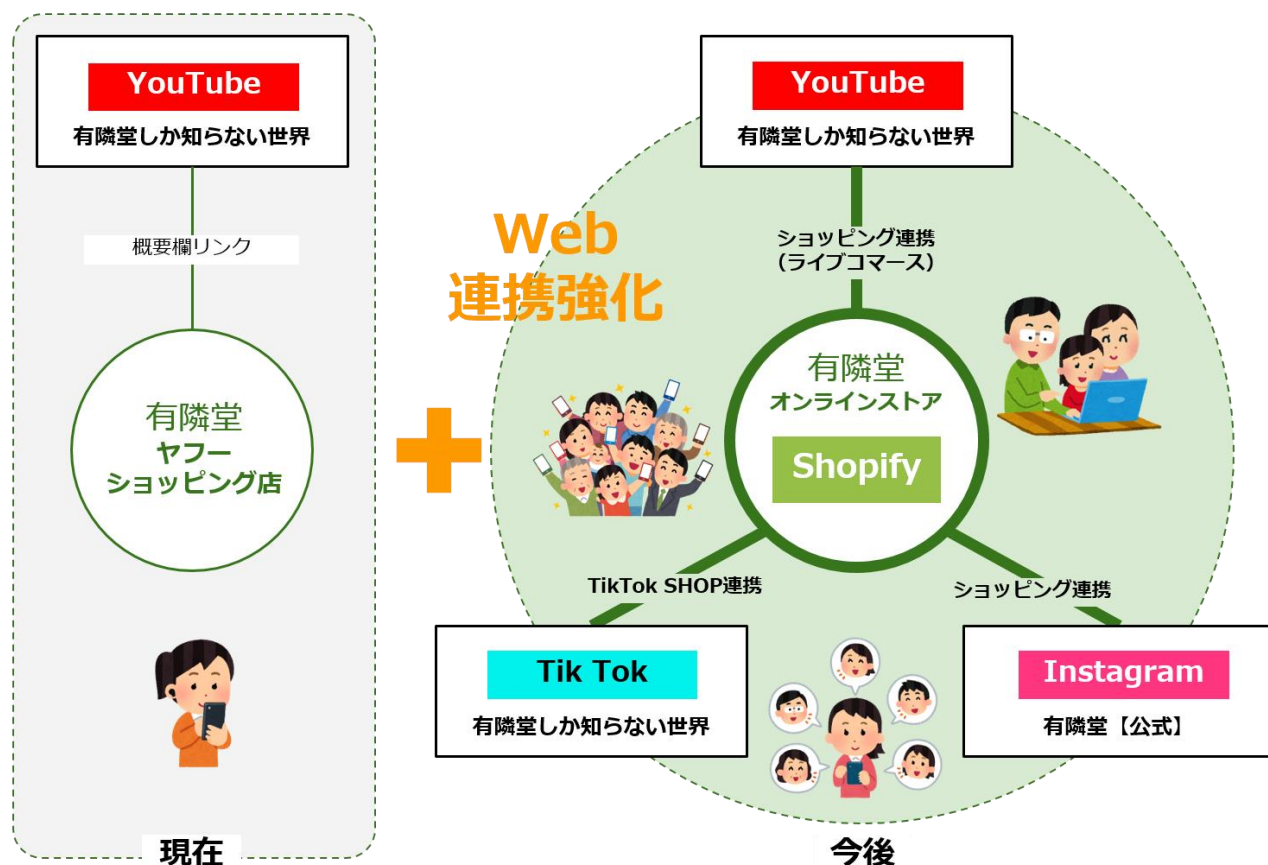 YouTube
有隣堂しか知らない世界
概要欄リンク
有隣堂
ヤフー
ショッピング店
現在
Web
連携強化
YouTube
有隣堂しか知らない世界
ショッピング連携
（ライブコマース）
有隣堂
オンラインストア
Shopify
TikTok SHOP連携
ショッピング連携
Tik Tok
有隣堂しか知らない世界
Instagram
有隣堂【公式】
今後